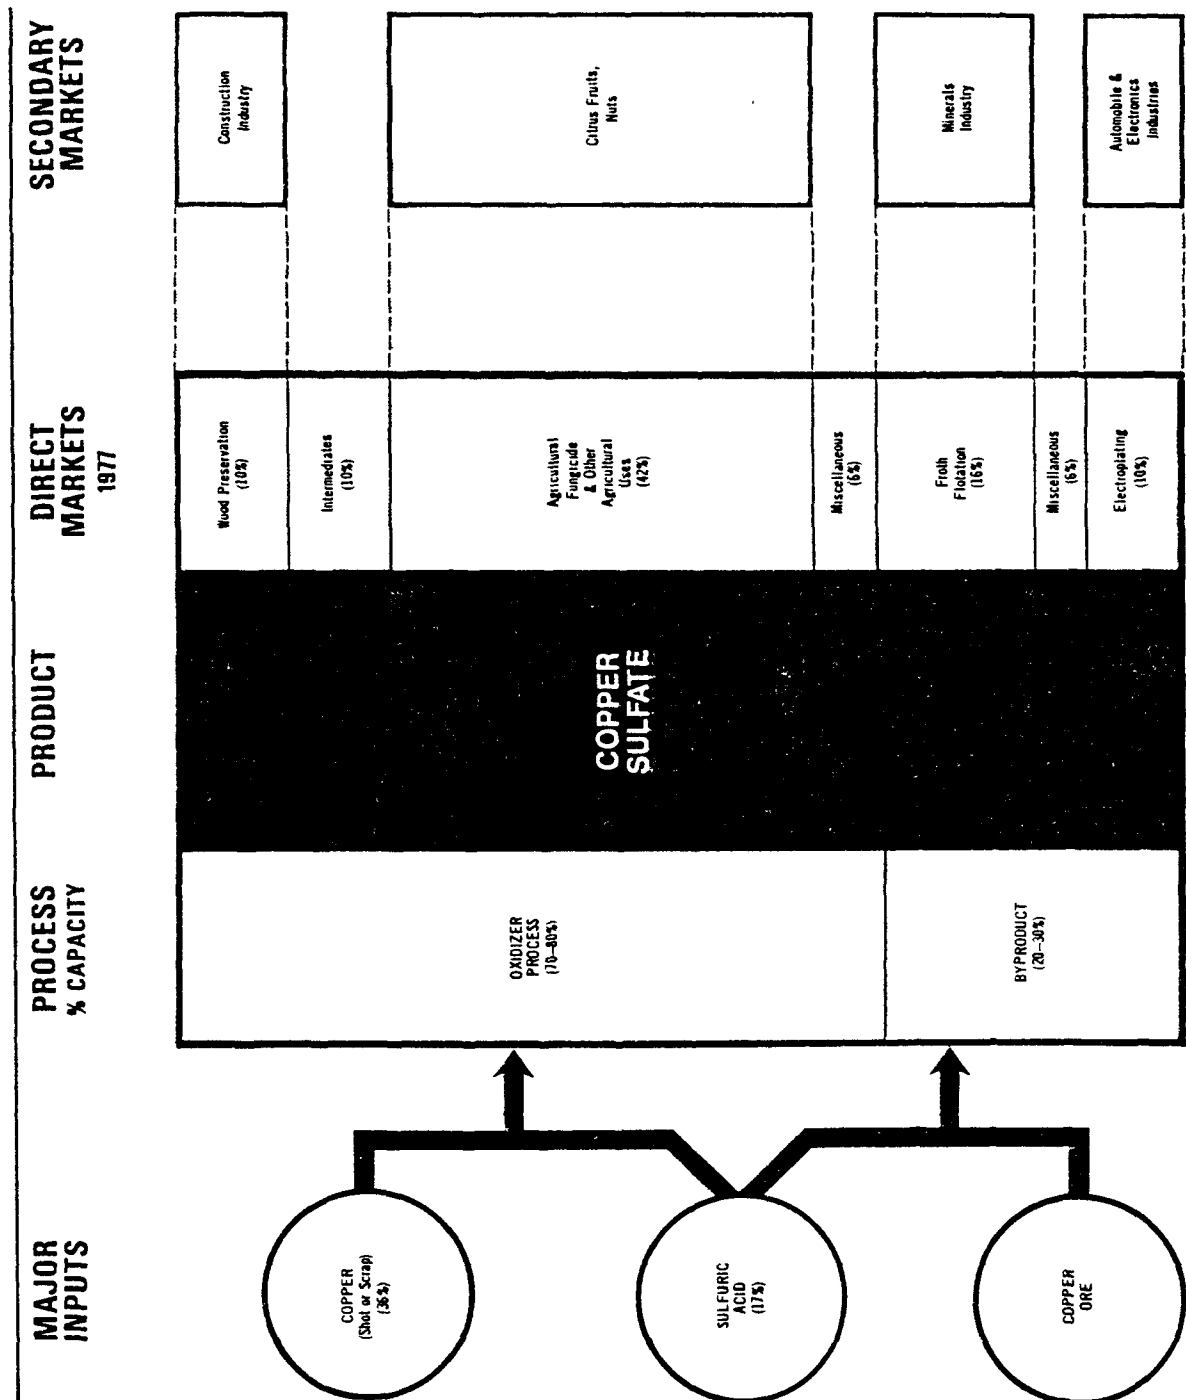 MAJOR
INPUTS
PROCESS
% CAPACITY
PRODUCT
DIRECT
MARKETS
1977
SECONDARY
MARKETS
COPPER
(Shot or Scrap)
(36%)
SULFURIC
ACID
(17%)
COPPER
ORE
OXIDIZER
PROCESS
(70-80%)
BYPRODUCT
(20-30%)
COPPER
SULFATE
Wood Preservation
(10%)
Intermediates
(10%)
Agricultural
Fungicide
& Other
Agricultural
Uses
(42%)
Miscellaneous
(6%)
Froth
Flotation
(16%)
Miscellaneous
(6%)
Electroplating
(10%)
Construction
Industry
Citrus Fruits,
Nuts
Minerals
Industry
Automobile &
Electronics
Industries